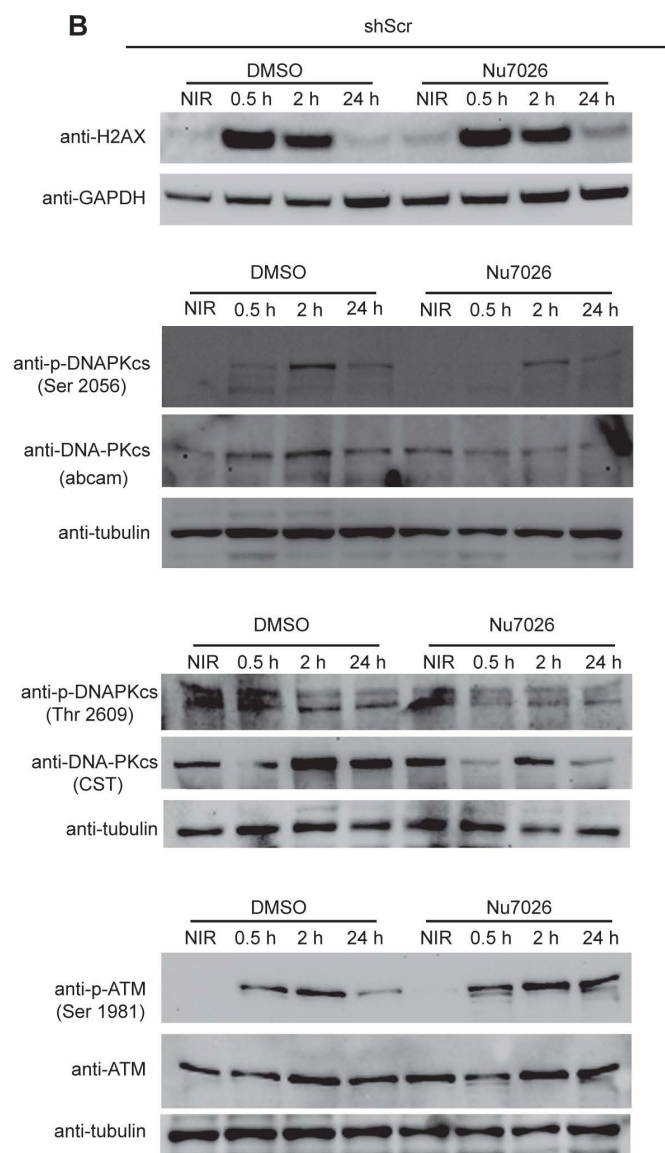 B
shScr
DMSO Nu7026
NIR 0.5 h 2 h 24 h NIR 0.5 h 2 h 24 h
anti-H2AX
anti-GAPDH
DMSO Nu7026
NIR 0.5 h 2 h 24 h NIR 0.5 h 2 h 24 h
anti-p-DNAPKcs
(Ser 2056)
anti-DNA-PKcs
(abcam)
anti-tubulin
DMSO Nu7026
NIR 0.5 h 2 h 24 h NIR 0.5 h 2 h 24 h
anti-p-DNAPKcs
(Thr 2609)
anti-DNA-PKcs
(CST)
anti-tubulin
DMSO Nu7026
NIR 0.5 h 2 h 24 h NIR 0.5 h 2 h 24 h
anti-p-ATM
(Ser 1981)
anti-ATM
anti-tubulin